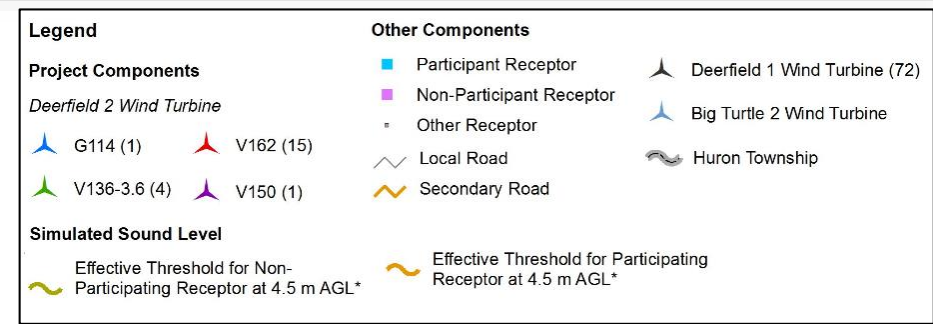 Legend
Project Components
Deerfield 2 Wind Turbine
G114 (1)
V162 (15)
V136-3.6 (4)
V150 (1)
Simulated Sound Level
Effective Threshold for Non-
Participating Receptor at 4.5 m AGL*
Other Components
Participant Receptor
Non-Participant Receptor
Other Receptor
Local Road
Secondary Road
Deerfield 1 Wind Turbine (72)
Big Turtle 2 Wind Turbine
Huron Township
Effective Threshold for Participating
Receptor at 4.5 m AGL*